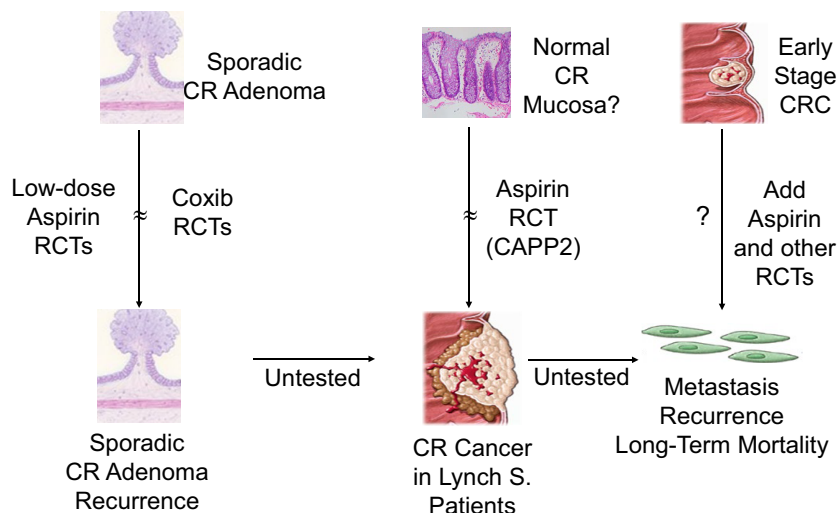 Sporadic
CR Adenoma
Normal
CR
Mucosa?
Early
Stage
CRC
Low-dose
Aspirin
RCTs
≈
Coxib
RCTs
≈
Aspirin
RCT
(CAPP2)
?
Add
Aspirin
and other
RCTs
Untested
Untested
Sporadic
CR Adenoma
Recurrence
CR Cancer
in Lynch S.
Patients
Metastasis
Recurrence
Long-Term Mortality